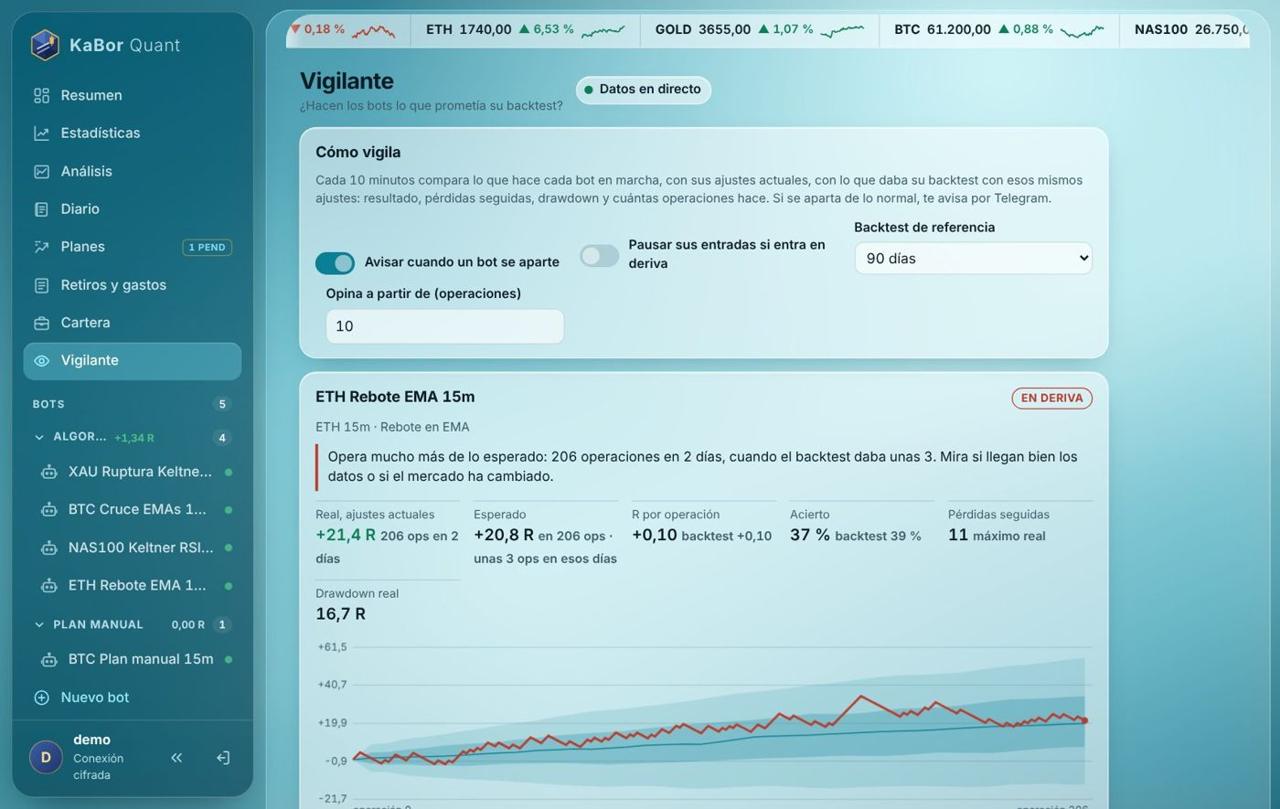 KaBor Quant
Resumen
Estadísticas
Análisis
Diario
Planes 1 PEND
Retiros y gastos
Cartera
Vigilante
BOTS 5
ALGOR... +1,34 R 4
XAU Ruptura Keltne...
BTC Cruce EMAs 1...
NAS100 Keltner RSI...
ETH Rebote EMA 1...
PLAN MANUAL 0,00 R 1
BTC Plan manual 15m
Nuevo bot
D
demo
Conexión
cifrada
▼ 0,18 % ETH 1740,00 ▲ 6,53 % GOLD 3655,00 ▲ 1,07 % BTC 61.200,00 ▲ 0,88 % NAS100 26.750,0
Vigilante
¿Hacen los bots lo que prometía su backtest?
Datos en directo
Cómo vigila
Cada 10 minutos compara lo que hace cada bot en marcha, con sus ajustes actuales, con lo que daba su backtest con esos mismos
ajustes: resultado, pérdidas seguidas, drawdown y cuántas operaciones hace. Si se aparta de lo normal, te avisa por Telegram.
Avisar cuando un bot se aparte
Pausar sus entradas si entra en
deriva
Backtest de referencia
90 días
Opina a partir de (operaciones)
10
ETH Rebote EMA 15m
EN DERIVA
ETH 15m · Rebote en EMA
Opera mucho más de lo esperado: 206 operaciones en 2 días, cuando el backtest daba unas 3. Mira si llegan bien los
datos o si el mercado ha cambiado.
Real, ajustes actuales
+21,4 R 206 ops en 2
días
Esperado
+20,8 R en 206 ops ·
unas 3 ops en esos días
R por operación
+0,10 backtest +0,10
Acierto
37 % backtest 39 %
Pérdidas seguidas
11 máximo real
Drawdown real
16,7 R
+61,5
+40,7
+19,9
-0,9
-21,7